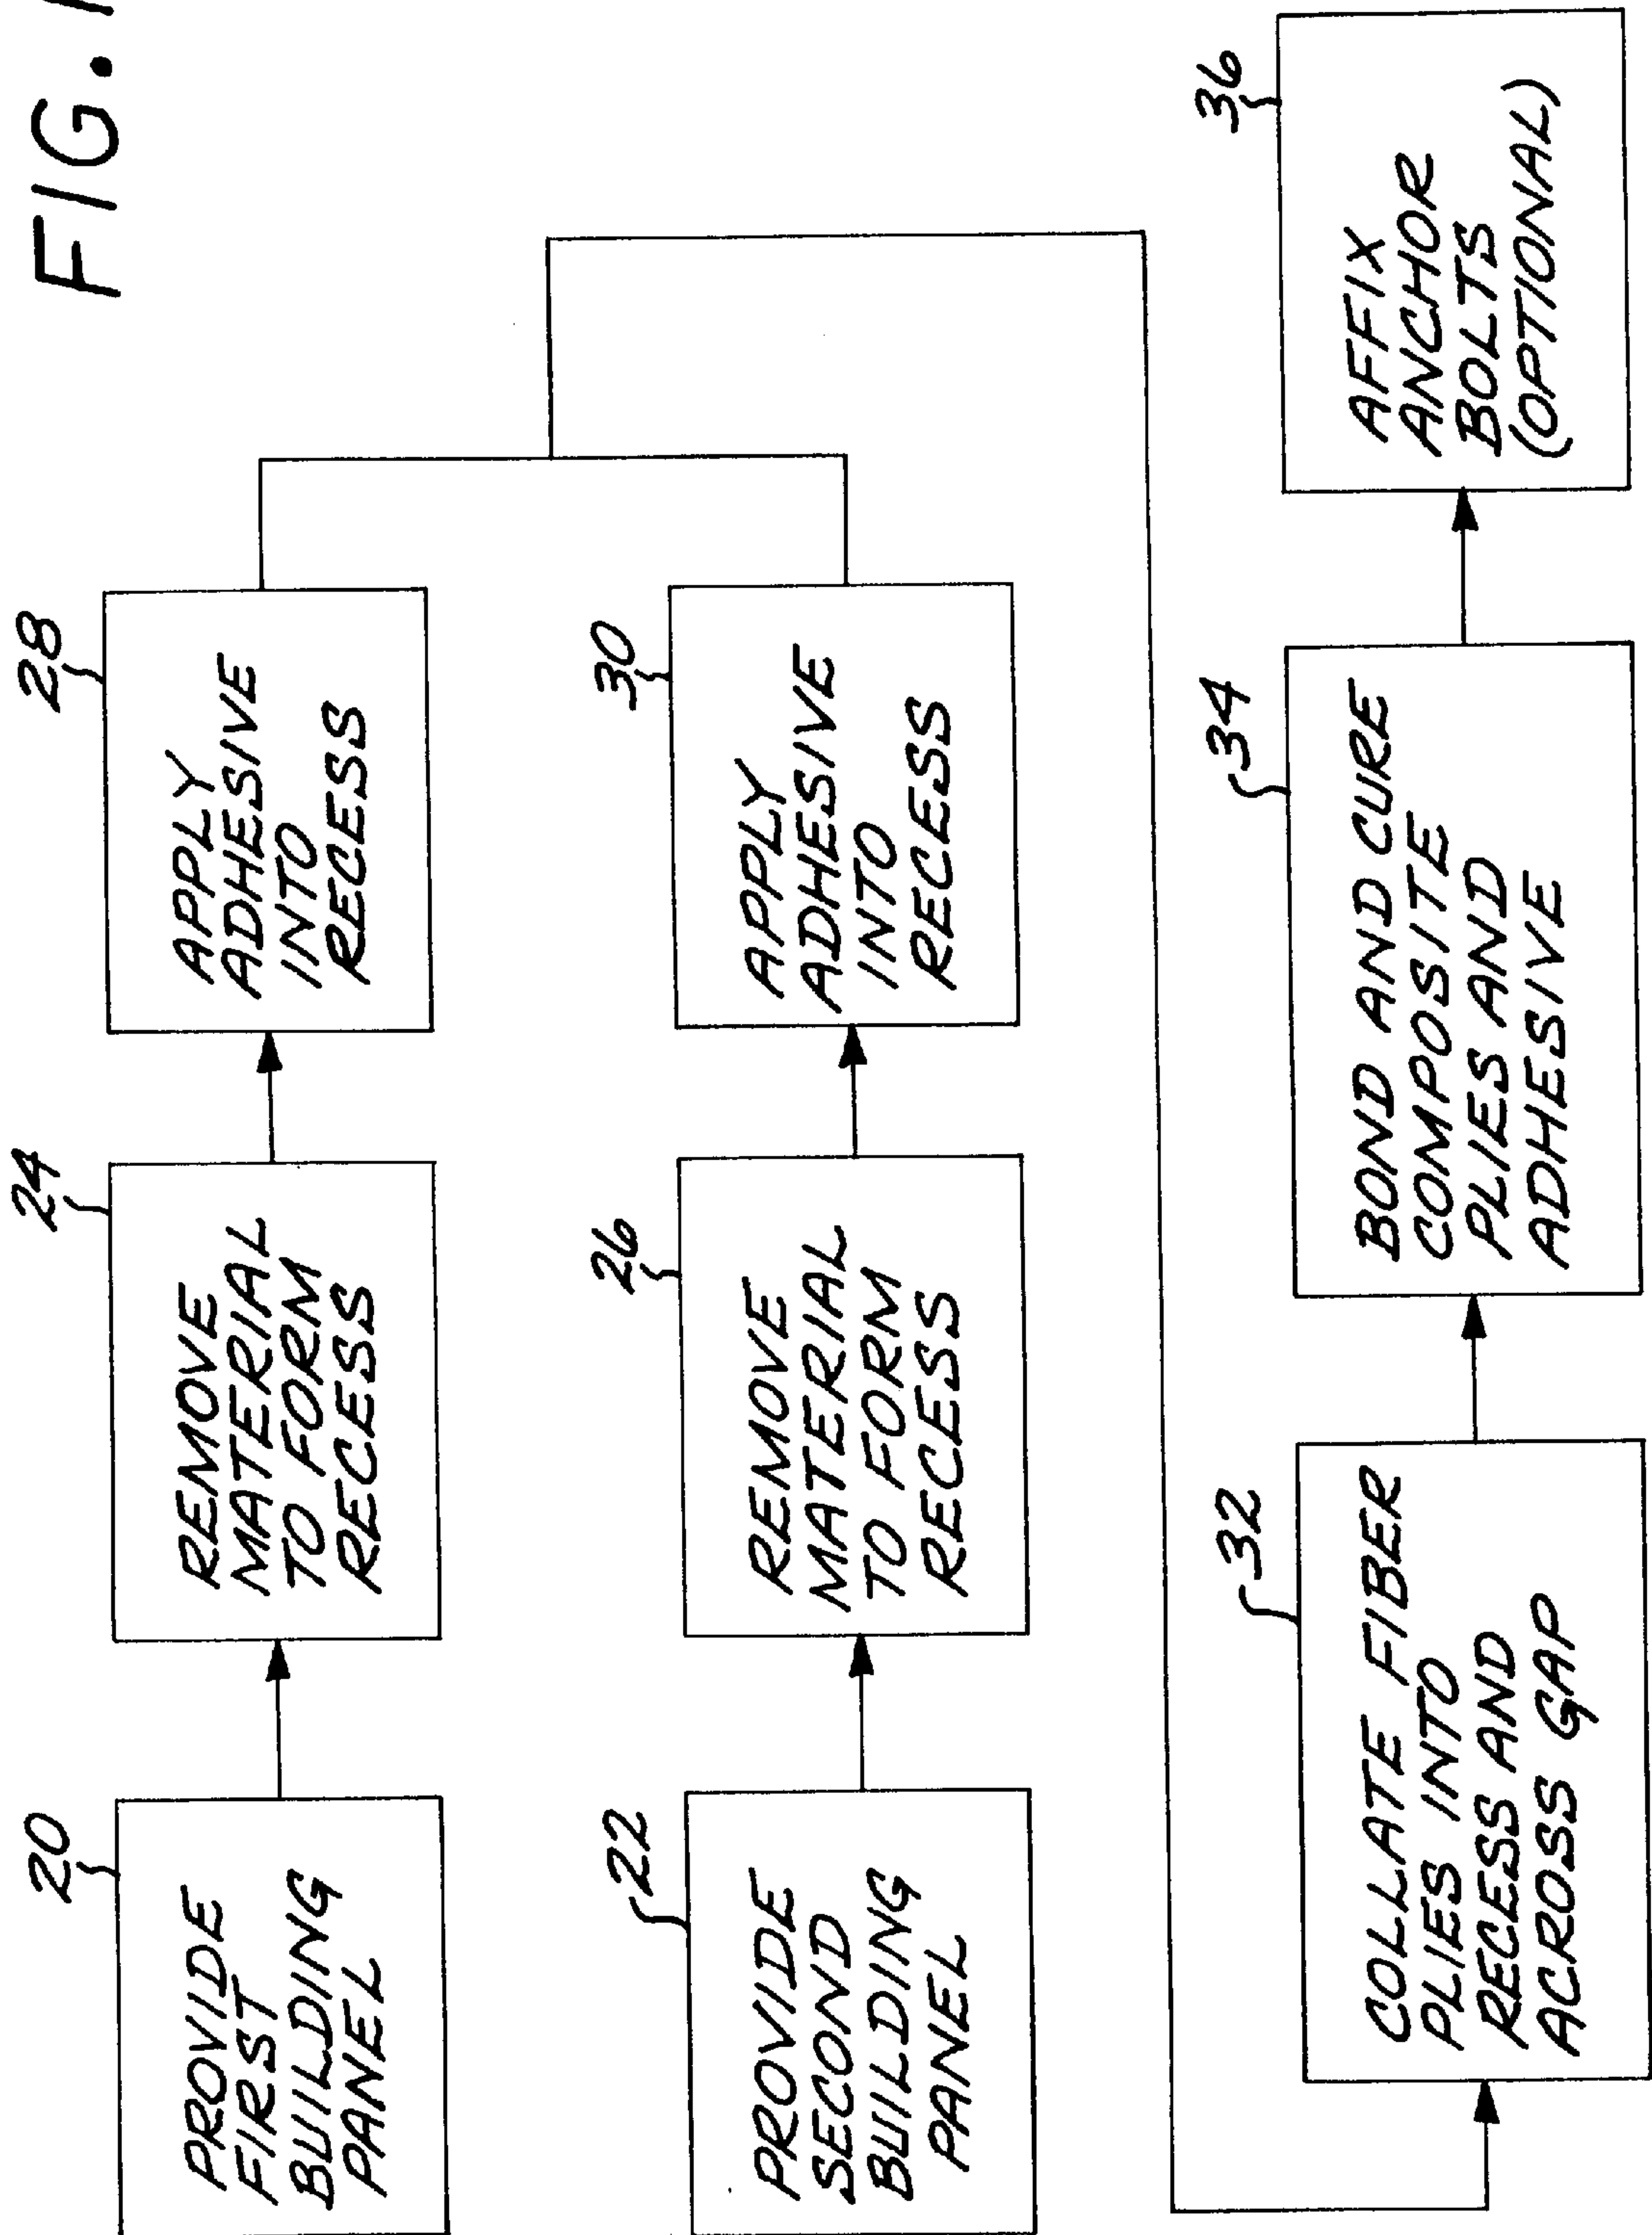 FIG. 1
20
PROVIDE
FIRST
BUILDING
PANEL
24
REMOVE
MATERIAL
TO FORM
RECESS
28
APPLY
ADHESIVE
INTO
RECESS
22
PROVIDE
SECOND
BUILDING
PANEL
26
REMOVE
MATERIAL
TO FORM
RECESS
30
APPLY
ADHESIVE
INTO
RECESS
32
COLLATE FIBER
PLIES INTO
RECESS AND
ACROSS GAP
34
BOND AND CURE
COMPOSITE
PLIES AND
ADHESIVE
36
AFFIX
ANCHOR
BOLTS
(OPTIONAL)